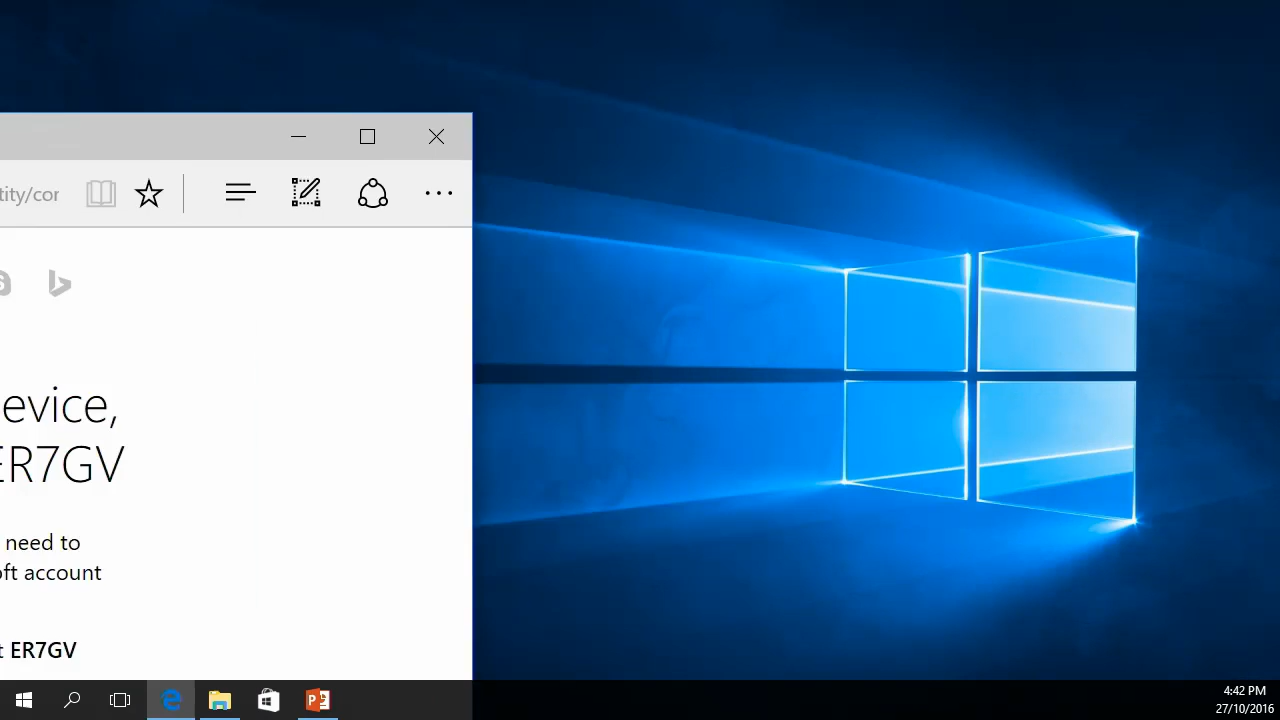 tity/cor
evice,
ER7GV
need to
oft account
t ER7GV
4:42 PM
27/10/2016